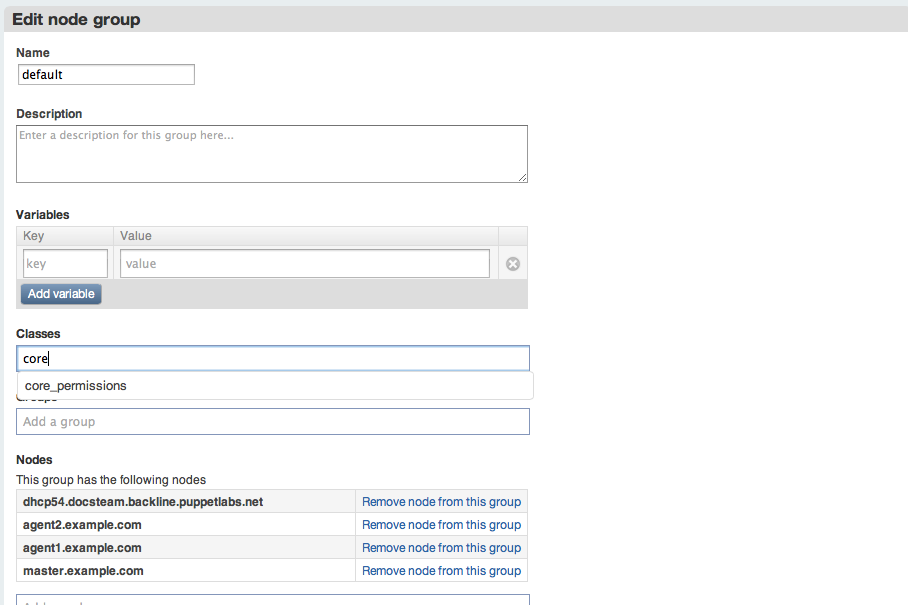 Edit node group
Name
default
Description
Enter a description for this group here...
Variables
Key Value
key value
Add variable
Classes
core
core_permissions
Groups
Add a group
Nodes
This group has the following nodes
dhcp54.docsteam.backline.puppetlabs.net Remove node from this group
agent2.example.com Remove node from this group
agent1.example.com Remove node from this group
master.example.com Remove node from this group